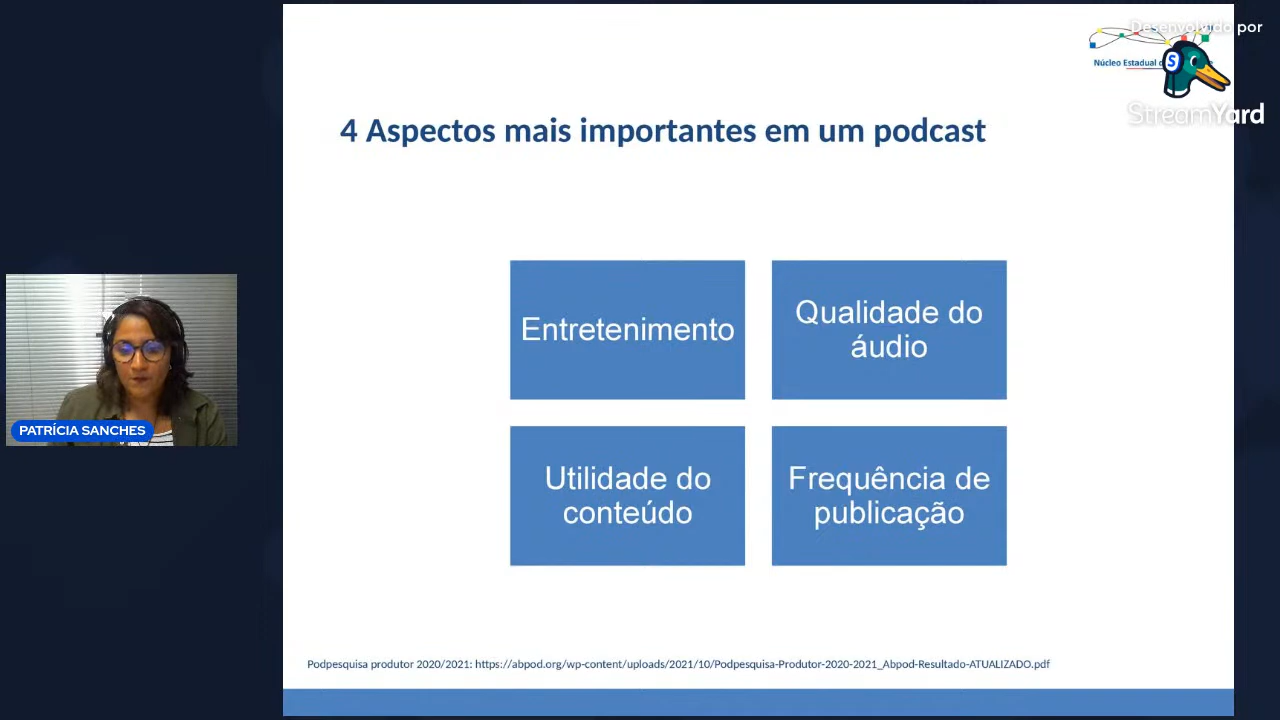 Desenvolvido por
Núcleo Estadual
StreamYard
4 Aspectos mais importantes em um podcast
Entretenimento
Qualidade do
áudio
Utilidade do
conteúdo
Frequência de
publicação
PATRÍCIA SANCHES
Podpesquisa produtor 2020/2021: https://abpod.org/wp-content/uploads/2021/10/Podpesquisa-Produtor-2020-2021_Abpod-Resultado-ATUALIZADO.pdf